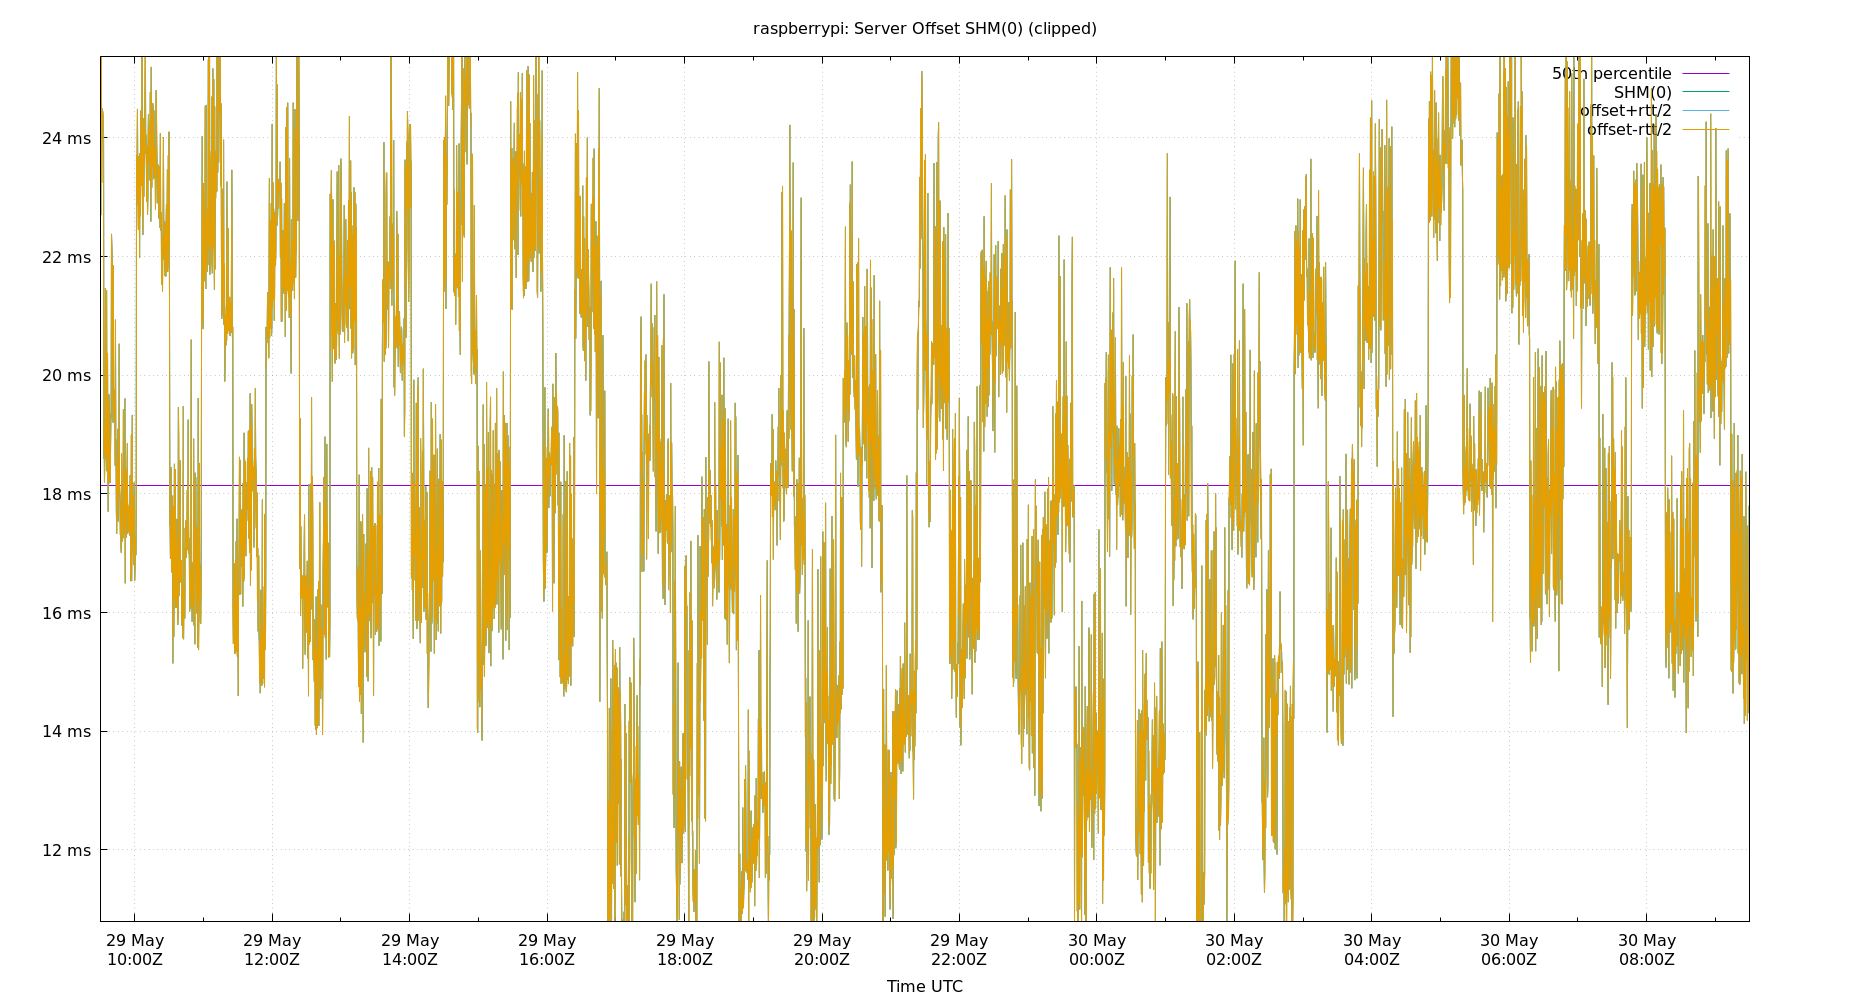 raspberrypi: Server Offset SHM(0) (clipped)
50th percentile
SHM(0)
offset+rtt/2
offset-rtt/2
24 ms
22 ms
20 ms
18 ms
16 ms
14 ms
12 ms
29 May 29 May 29 May 29 May 29 May 29 May 29 May 30 May 30 May 30 May 30 May 30 May
10:00Z 12:00Z 14:00Z 16:00Z 18:00Z 20:00Z 22:00Z 00:00Z 02:00Z 04:00Z 06:00Z 08:00Z
Time UTC